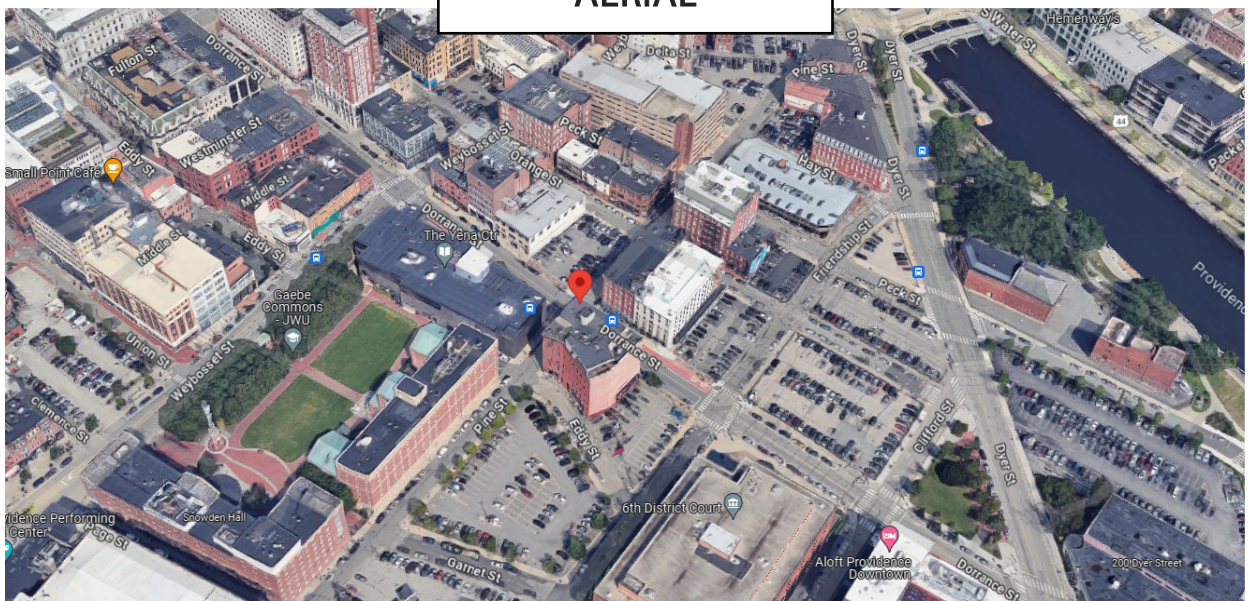 AERIAL
S Water St
Hemenway's
Fulton St
Dorrance St
Delta St
Dyer St
Dyer St
Pine St
44
Eddy St
Westminster St
Weybosset St
Peck St
Small Point Cafe
Middle St
Orange St
Hay St
Dyer St
Middle St
Eddy St
The Yena Ctr
Friendship St
Gaebe
Commons
- JWU
Peck St
Dorrance St
Union St
Weybosset St
Clemence St
Pine St
Eddy St
Clifford St
Dyer St
6th District Court
Snowden Hall
Page St
Garnet St
Aloft Providence
Downtown
Dorrance St
200 Dyer Street